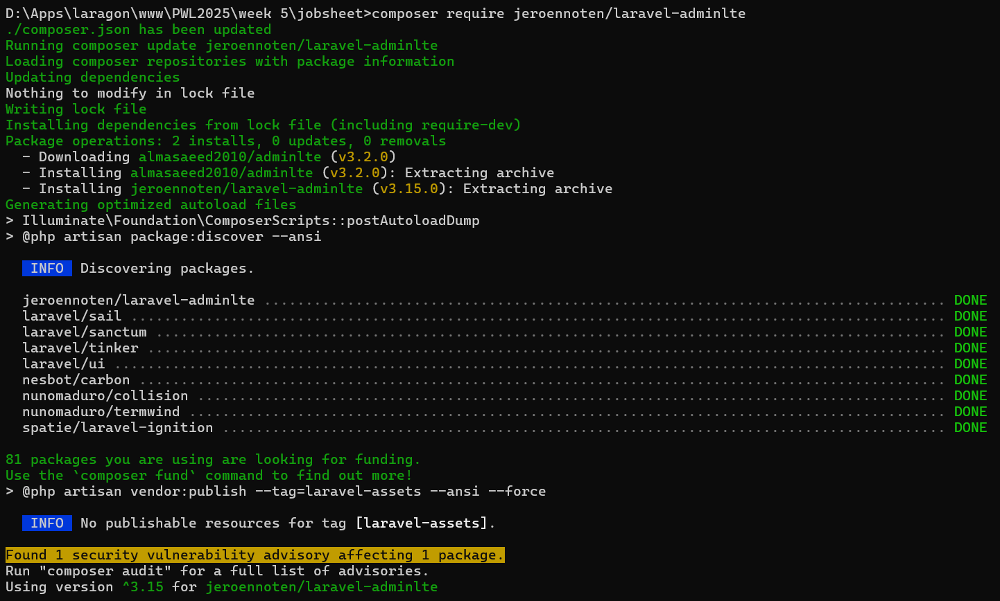 D:\Apps\laragon\www\PWL2025\week 5\jobsheet>composer require jeroennoten/laravel-adminlte
./composer.json has been updated
Running composer update jeroennoten/laravel-adminlte
Loading composer repositories with package information
Updating dependencies
Nothing to modify in lock file
Writing lock file
Installing dependencies from lock file (including require-dev)
Package operations: 2 installs, 0 updates, 0 removals
  - Downloading almasaeed2010/adminlte (v3.2.0)
  - Installing almasaeed2010/adminlte (v3.2.0): Extracting archive
  - Installing jeroennoten/laravel-adminlte (v3.15.0): Extracting archive
Generating optimized autoload files
> Illuminate\Foundation\ComposerScripts::postAutoloadDump
> @php artisan package:discover --ansi
INFO Discovering packages.
jeroennoten/laravel-adminlte .................................................................................. DONE
laravel/sail .................................................................................................. DONE
laravel/sanctum ............................................................................................... DONE
laravel/tinker ................................................................................................ DONE
laravel/ui .................................................................................................... DONE
nesbot/carbon ................................................................................................. DONE
nunomaduro/collision .......................................................................................... DONE
nunomaduro/termwind ........................................................................................... DONE
spatie/laravel-ignition ....................................................................................... DONE
81 packages you are using are looking for funding.
Use the `composer fund` command to find out more!
> @php artisan vendor:publish --tag=laravel-assets --ansi --force
INFO No publishable resources for tag [laravel-assets].
Found 1 security vulnerability advisory affecting 1 package.
Run "composer audit" for a full list of advisories.
Using version ^3.15 for jeroennoten/laravel-adminlte